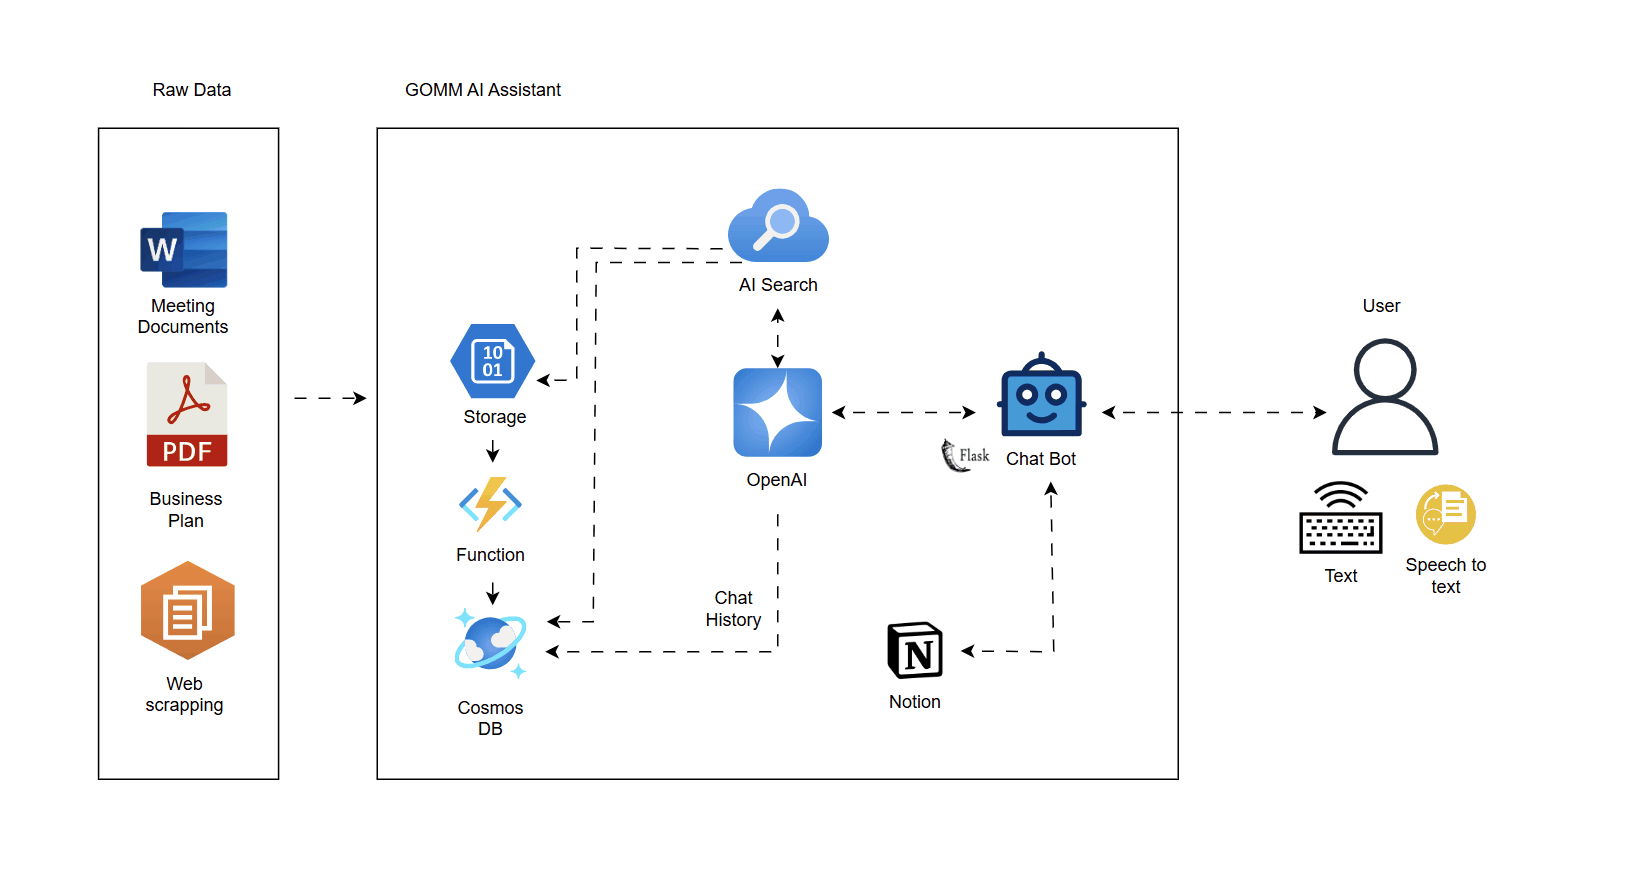 Raw Data
GOMM AI Assistant
W
Meeting
Documents
PDF
Business
Plan
Web
scrapping
10
01
Storage
Function
Cosmos
DB
AI Search
OpenAI
Chat
History
Flask
Chat Bot
N
Notion
User
Text
Speech to
text